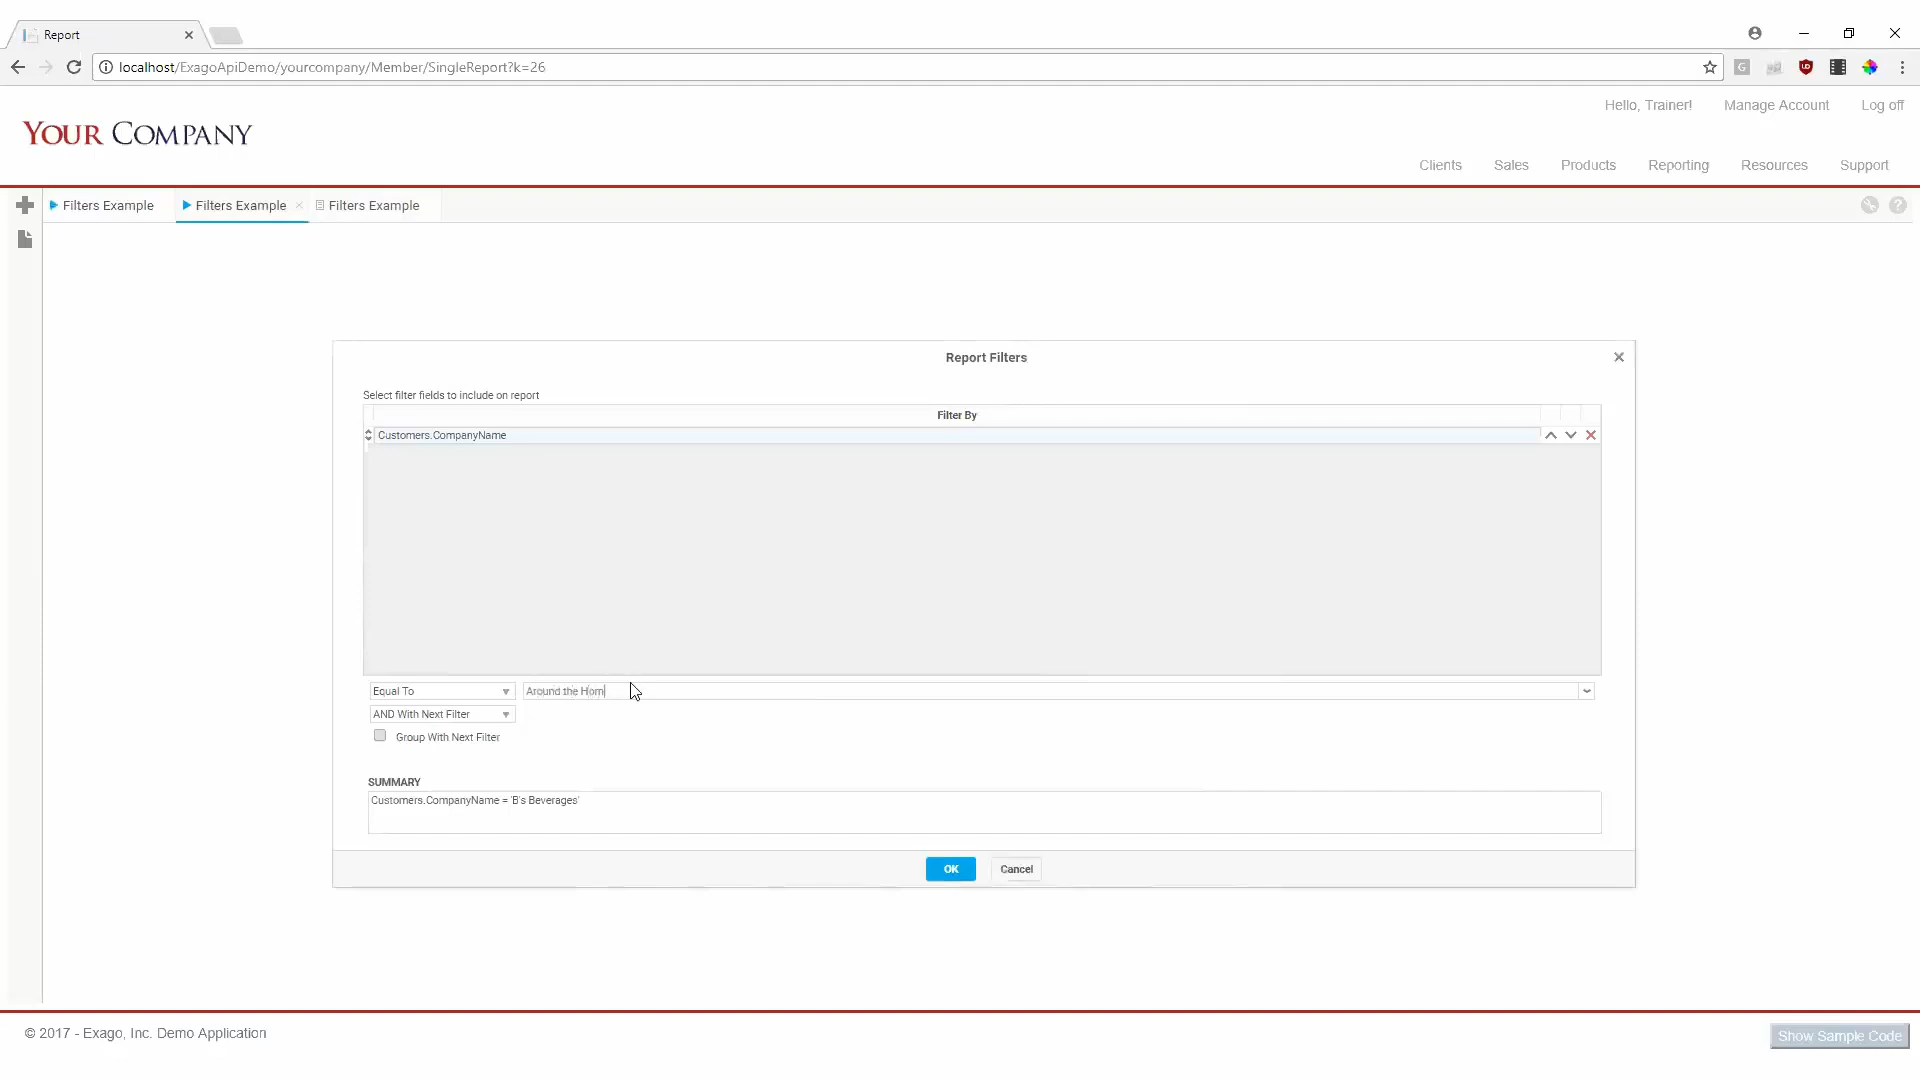 Report
localhost/ExagoApiDemo/yourcompany/Member/SingleReport?k=26
Hello, Trainer! Manage Account Log off
YOUR COMPANY
Clients Sales Products Reporting Resources Support
Filters Example Filters Example Filters Example
Report Filters
Select filter fields to include on report
Filter By
Customers.CompanyName
Equal To Around the Horn
AND With Next Filter
Group With Next Filter
SUMMARY
Customers.CompanyName = 'B's Beverages'
OK Cancel
© 2017 - Exago, Inc. Demo Application
Show Sample Code